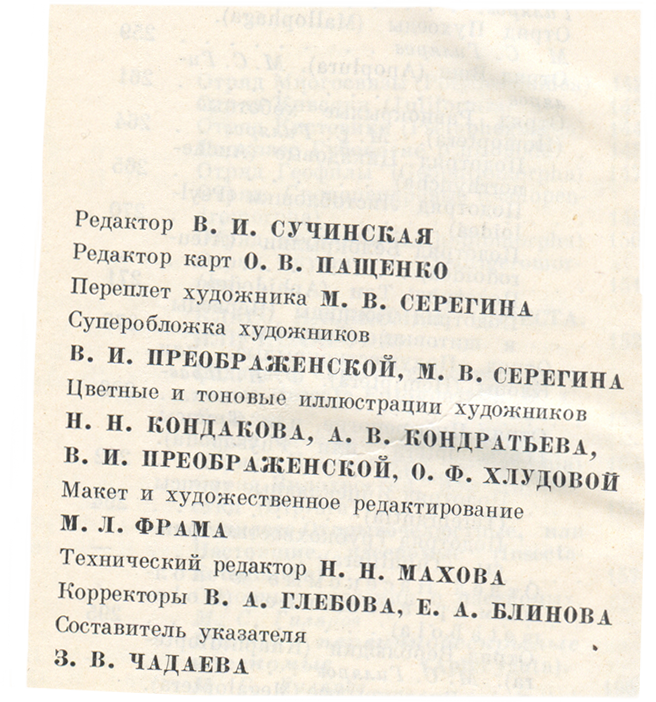 Редактор В. И. СУЧИНСКАЯ
Редактор карт О. В. ПАЩЕНКО
Переплет художника М. В. СЕРЕГИНА
Суперобложка художников
В. И. ПРЕОБРАЖЕНСКОЙ, М. В. СЕРЕГИНА
Цветные и тоновые иллюстрации художников
Н. Н. КОНДАКОВА, А. В. КОНДРАТЬЕВА,
В. И. ПРЕОБРАЖЕНСКОЙ, О. Ф. ХЛУДОВОЙ
Макет и художественное редактирование
М. Л. ФРАМА
Технический редактор Н. Н. МАХОВА
Корректоры В. А. ГЛЕБОВА, Е. А. БЛИНОВА
Составитель указателя
З. В. ЧАДАЕВА